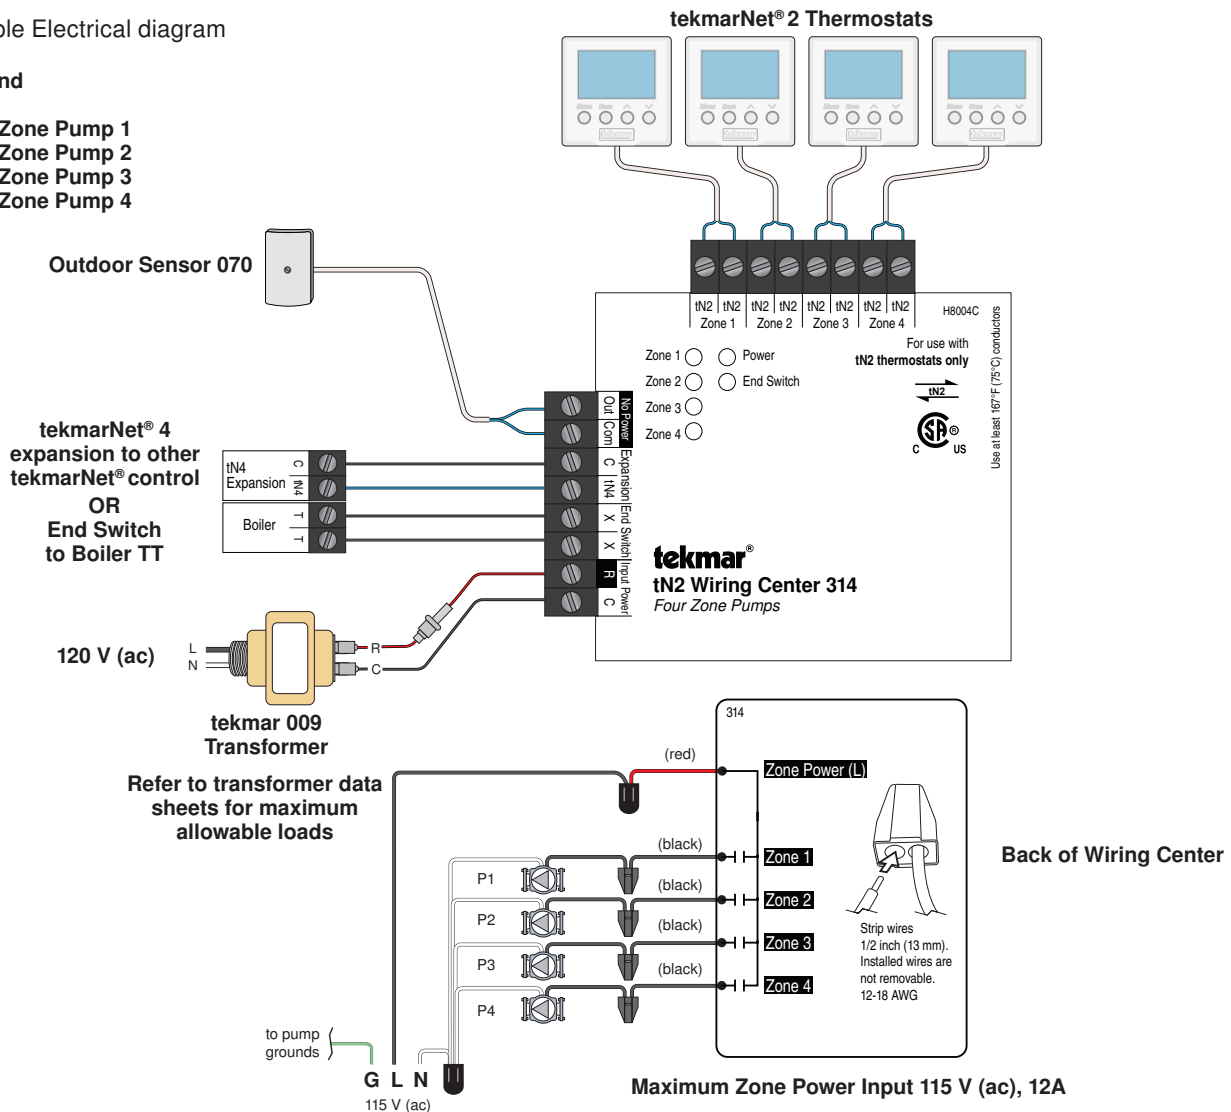 ble Electrical diagram
nd
Zone Pump 1
Zone Pump 2
Zone Pump 3
Zone Pump 4
tekmarNet® 2 Thermostats
tekmar
tekmar
tekmar
tekmar
Outdoor Sensor 070
tN2 tN2 tN2 tN2 tN2 tN2 tN2 tN2
Zone 1 Zone 2 Zone 3 Zone 4
H8004C
For use with
tN2 thermostats only
tN2
CSA ®
C US
Use at least 167°F (75°C) conductors
Zone 1
Zone 2
Zone 3
Zone 4
Power
End Switch
No Power
Out Com
Expansion
C tN4
End Switch
X X
Input Power
R C
tekmarNet® 4
expansion to other
tekmarNet® control
OR
End Switch
to Boiler TT
tN4
Expansion
C
tN4
Boiler
T
T
tekmar®
tN2 Wiring Center 314
Four Zone Pumps
120 V (ac)
L
N
R
C
tekmar 009
Transformer
Refer to transformer data
sheets for maximum
allowable loads
314
(red)
Zone Power (L)
(black)
Zone 1
(black)
Zone 2
(black)
Zone 3
(black)
Zone 4
P1
P2
P3
P4
Strip wires
1/2 inch (13 mm).
Installed wires are
not removable.
12-18 AWG
Back of Wiring Center
to pump
grounds
G L N
115 V (ac)
Maximum Zone Power Input 115 V (ac), 12A